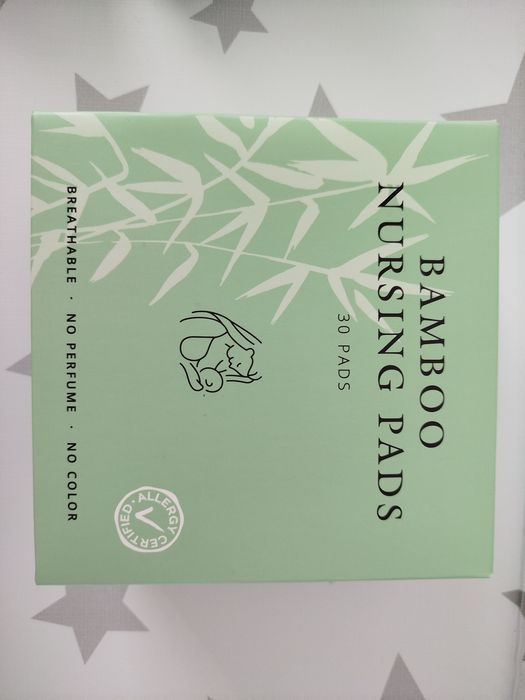 BAMBOO
NURSING PADS
30 PADS
ALLERGY
CERTIFIED
BREATHABLE · NO PERFUME · NO COLOR